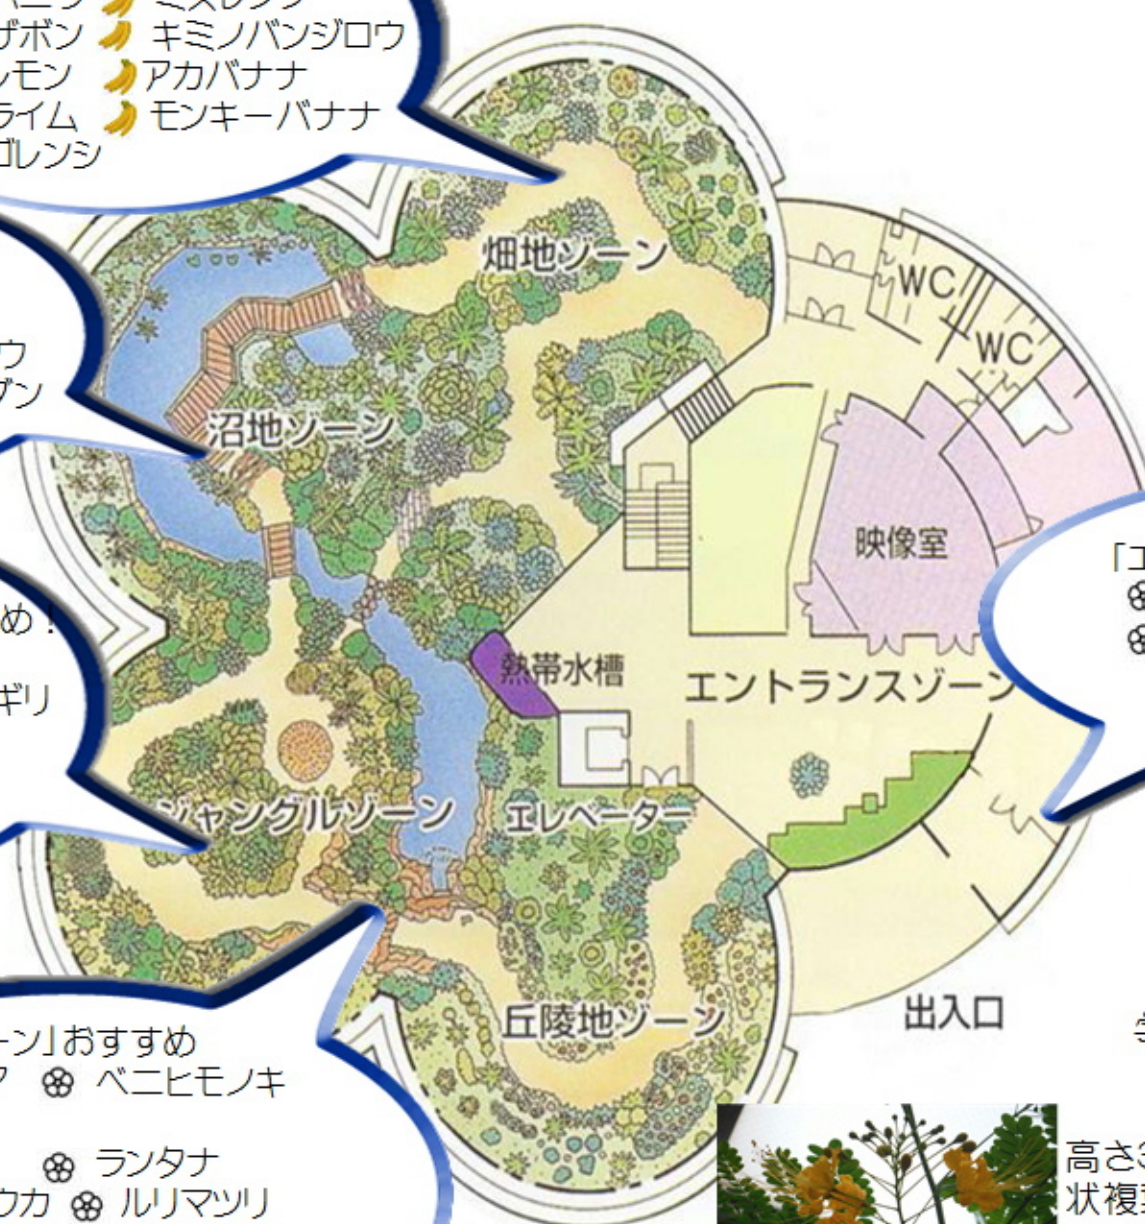 ザボン 🍌 キミノバンジロウ
レモン 🍌 アカバナナ
ライム 🍌 モンキーバナナ
ゴレンシ
畑地ゾーン
WC
WC
沼地ゾーン
映像室
熱帯水槽
エントランスゾーン
ジャングルゾーン
エレベーター
丘陵地ゾーン
出入口
ーン」おすすめ
ベニヒモノキ
ランタナ
ウカ ルリマツリ
め!
ギリ
高さ3
状複